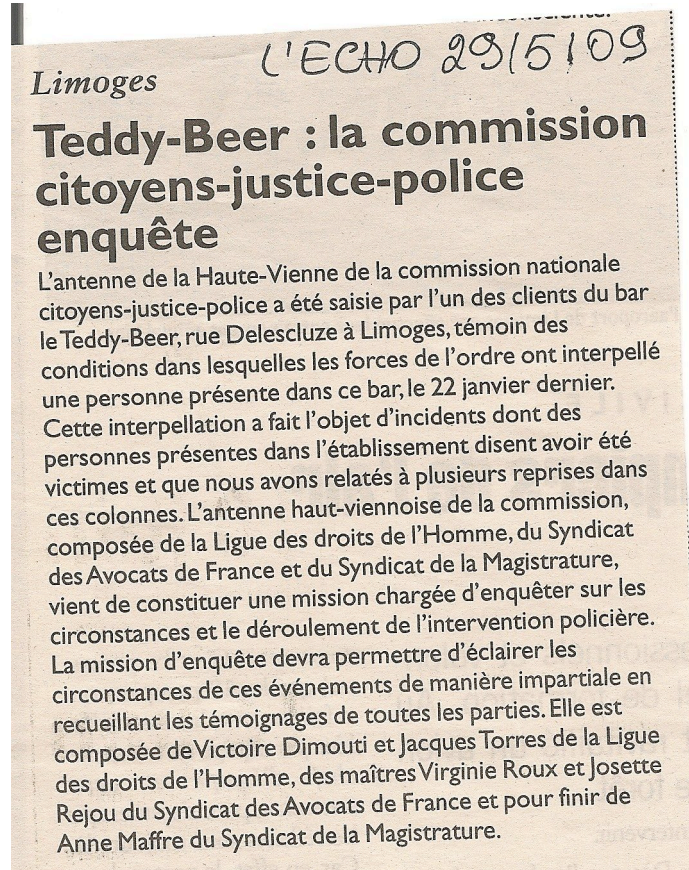 L'ECHO 29/5/09
Limoges
Teddy-Beer : la commission
citoyens-justice-police
enquête
L'antenne de la Haute-Vienne de la commission nationale
citoyens-justice-police a été saisie par l'un des clients du bar
le Teddy-Beer, rue Delescluze à Limoges, témoin des
conditions dans lesquelles les forces de l'ordre ont interpellé
une personne présente dans ce bar, le 22 janvier dernier.
Cette interpellation a fait l'objet d'incidents dont des
personnes présentes dans l'établissement disent avoir été
victimes et que nous avons relatés à plusieurs reprises dans
ces colonnes. L'antenne haut-viennoise de la commission,
composée de la Ligue des droits de l'Homme, du Syndicat
des Avocats de France et du Syndicat de la Magistrature,
vient de constituer une mission chargée d'enquêter sur les
circonstances et le déroulement de l'intervention policière.
La mission d'enquête devra permettre d'éclairer les
circonstances de ces événements de manière impartiale en
recueillant les témoignages de toutes les parties. Elle est
composée de Victoire Dimouti et Jacques Torres de la Ligue
des droits de l'Homme, des maîtres Virginie Roux et Josette
Rejou du Syndicat des Avocats de France et pour finir de
Anne Maffre du Syndicat de la Magistrature.